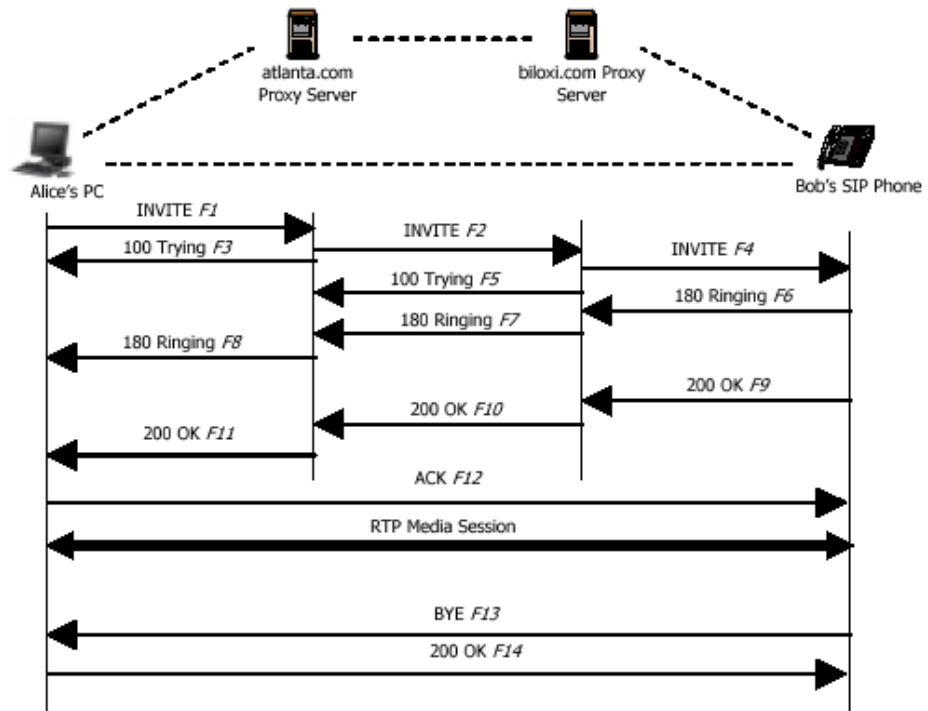 atlanta.com
Proxy Server
biloxi.com Proxy
Server
Alice's PC
Bob's SIP Phone
INVITE F1
INVITE F2
100 Trying F3
INVITE F4
100 Trying F5
180 Ringing F6
180 Ringing F7
180 Ringing F8
200 OK F9
200 OK F10
200 OK F11
ACK F12
RTP Media Session
BYE F13
200 OK F14